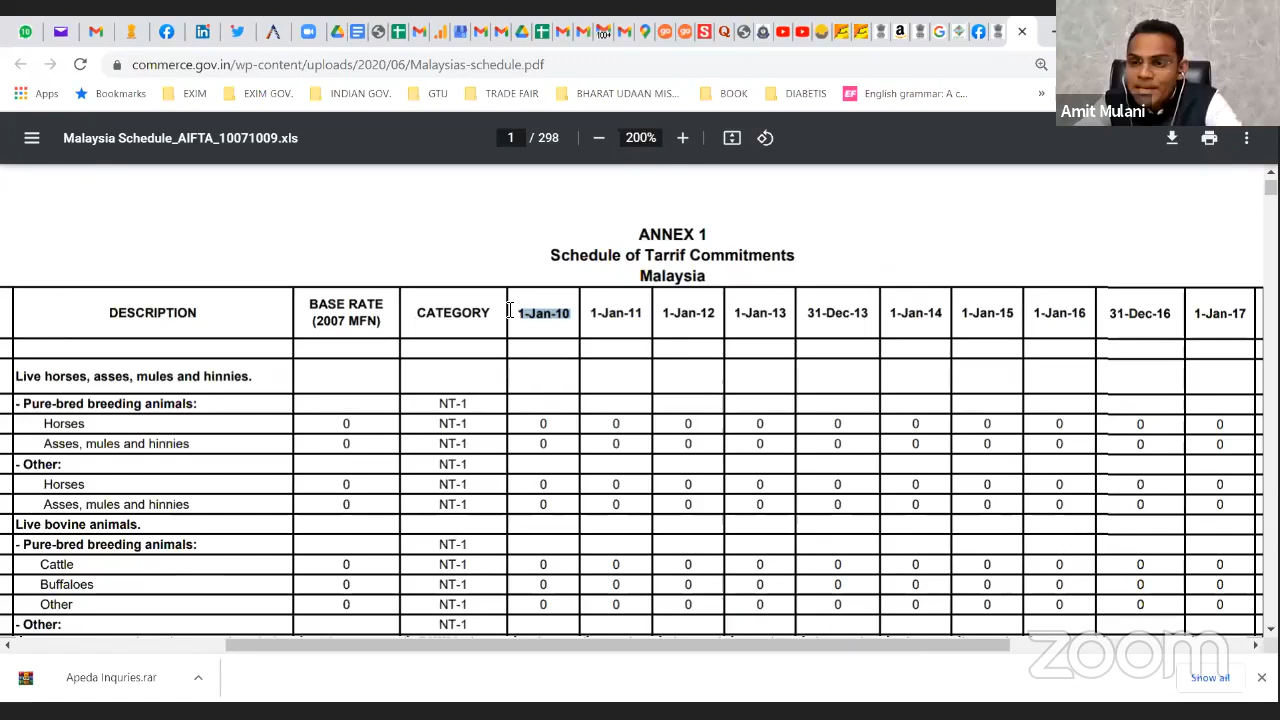 commerce.gov.in/wp-content/uploads/2020/06/Malaysias-schedule.pdf
Apps Bookmarks EXIM EXIM GOV. INDIAN GOV. GTU TRADE FAIR BHARAT UDAAN MIS... BOOK DIABETIS EF English grammar: A c... »
Amit Mulani
Malaysia Schedule_AIFTA_10071009.xls 1 / 298 − 200% +
ANNEX 1
Schedule of Tarrif Commitments
Malaysia
DESCRIPTION BASE RATE (2007 MFN) CATEGORY 1-Jan-10 1-Jan-11 1-Jan-12 1-Jan-13 31-Dec-13 1-Jan-14 1-Jan-15 1-Jan-16 31-Dec-16 1-Jan-17
Live horses, asses, mules and hinnies.
- Pure-bred breeding animals: NT-1
Horses 0 NT-1 0 0 0 0 0 0 0 0 0 0
Asses, mules and hinnies 0 NT-1 0 0 0 0 0 0 0 0 0 0
- Other: NT-1
Horses 0 NT-1 0 0 0 0 0 0 0 0 0 0
Asses, mules and hinnies 0 NT-1 0 0 0 0 0 0 0 0 0 0
Live bovine animals.
- Pure-bred breeding animals: NT-1
Cattle 0 NT-1 0 0 0 0 0 0 0 0 0 0
Buffaloes 0 NT-1 0 0 0 0 0 0 0 0 0 0
Other 0 NT-1 0 0 0 0 0 0 0 0 0 0
- Other: NT-1
zoom
Apeda Inquries.rar Show all